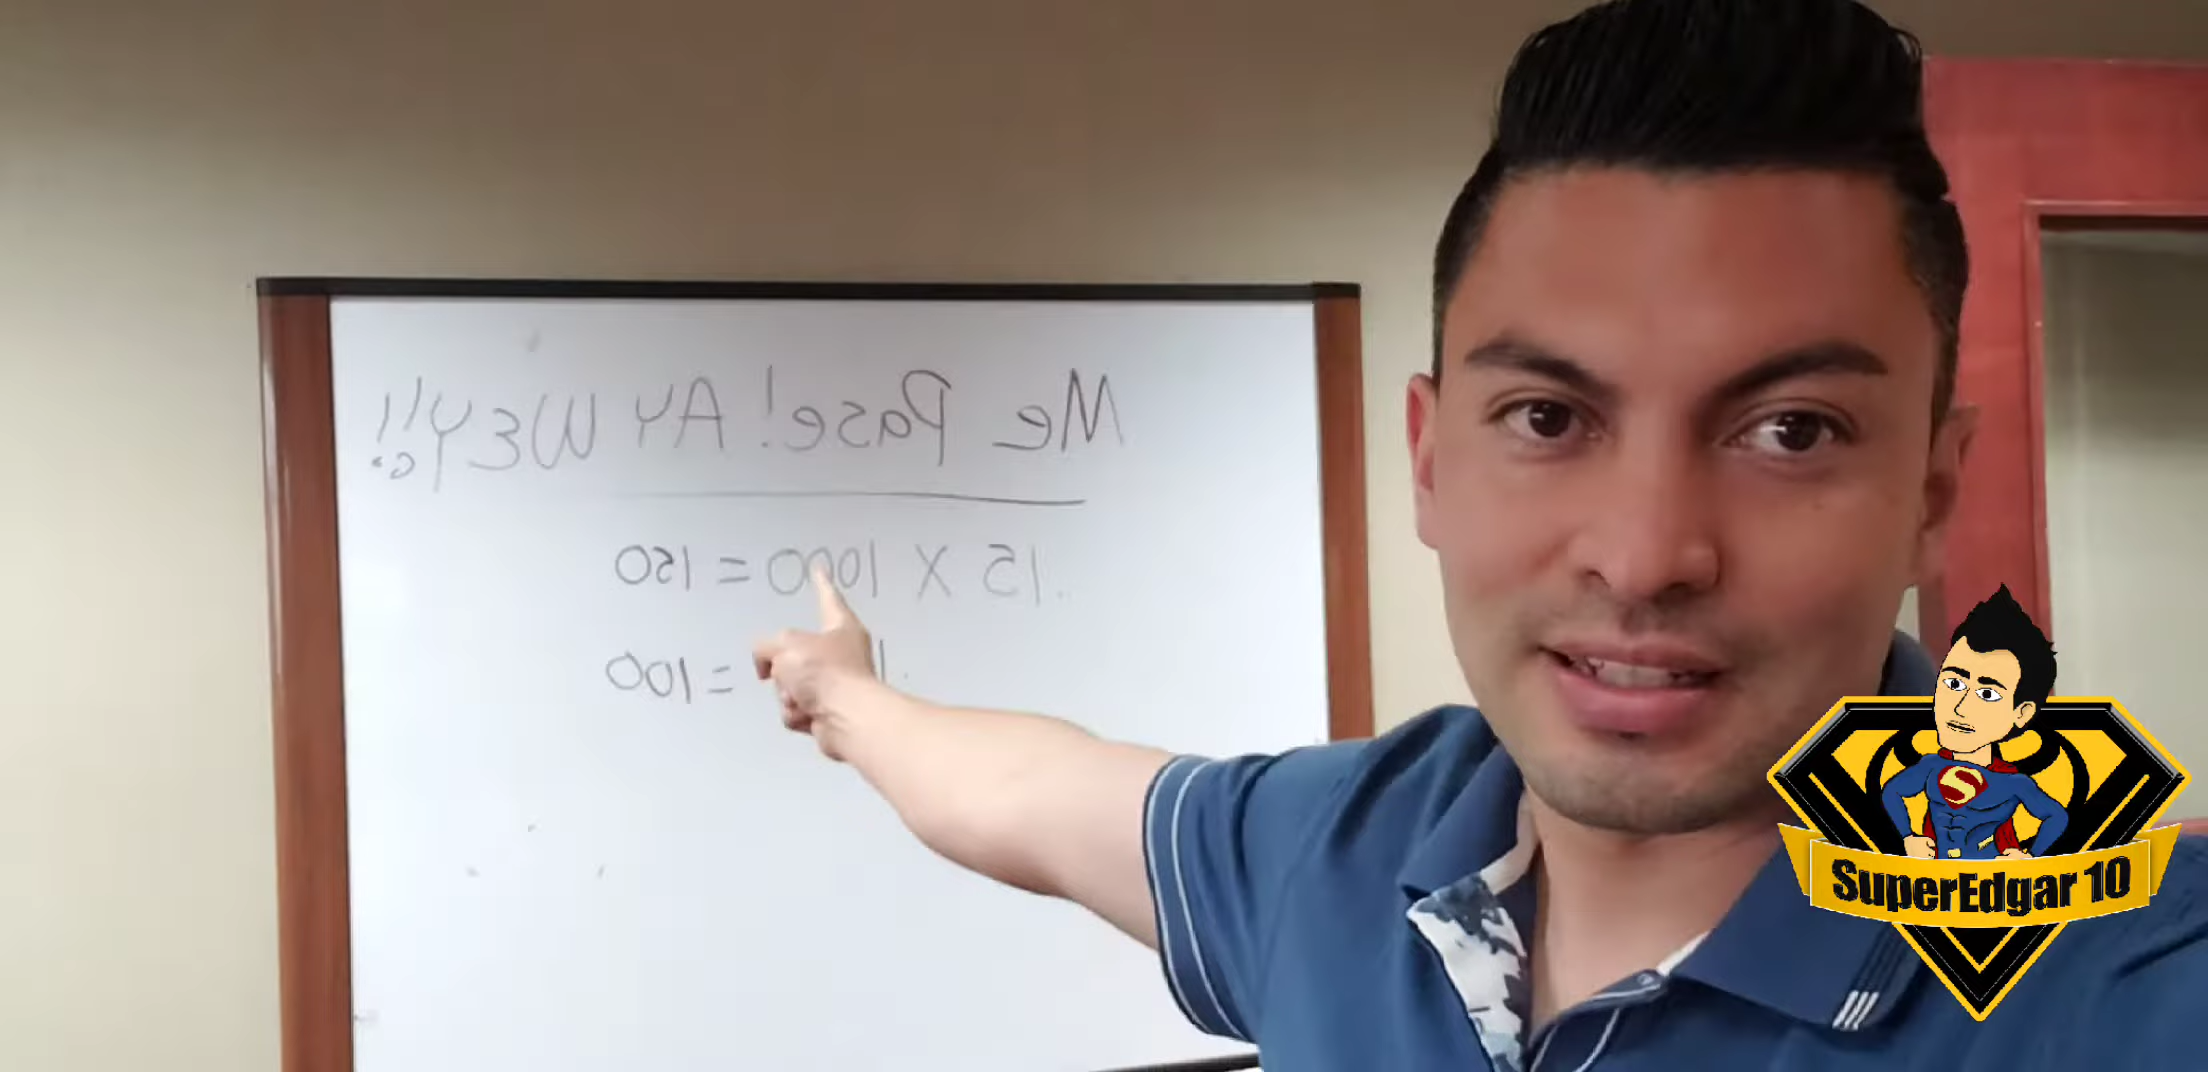 Me Pase! AY WEY!!
.15 X 1000 = 150
= 100
SuperEdgar 10